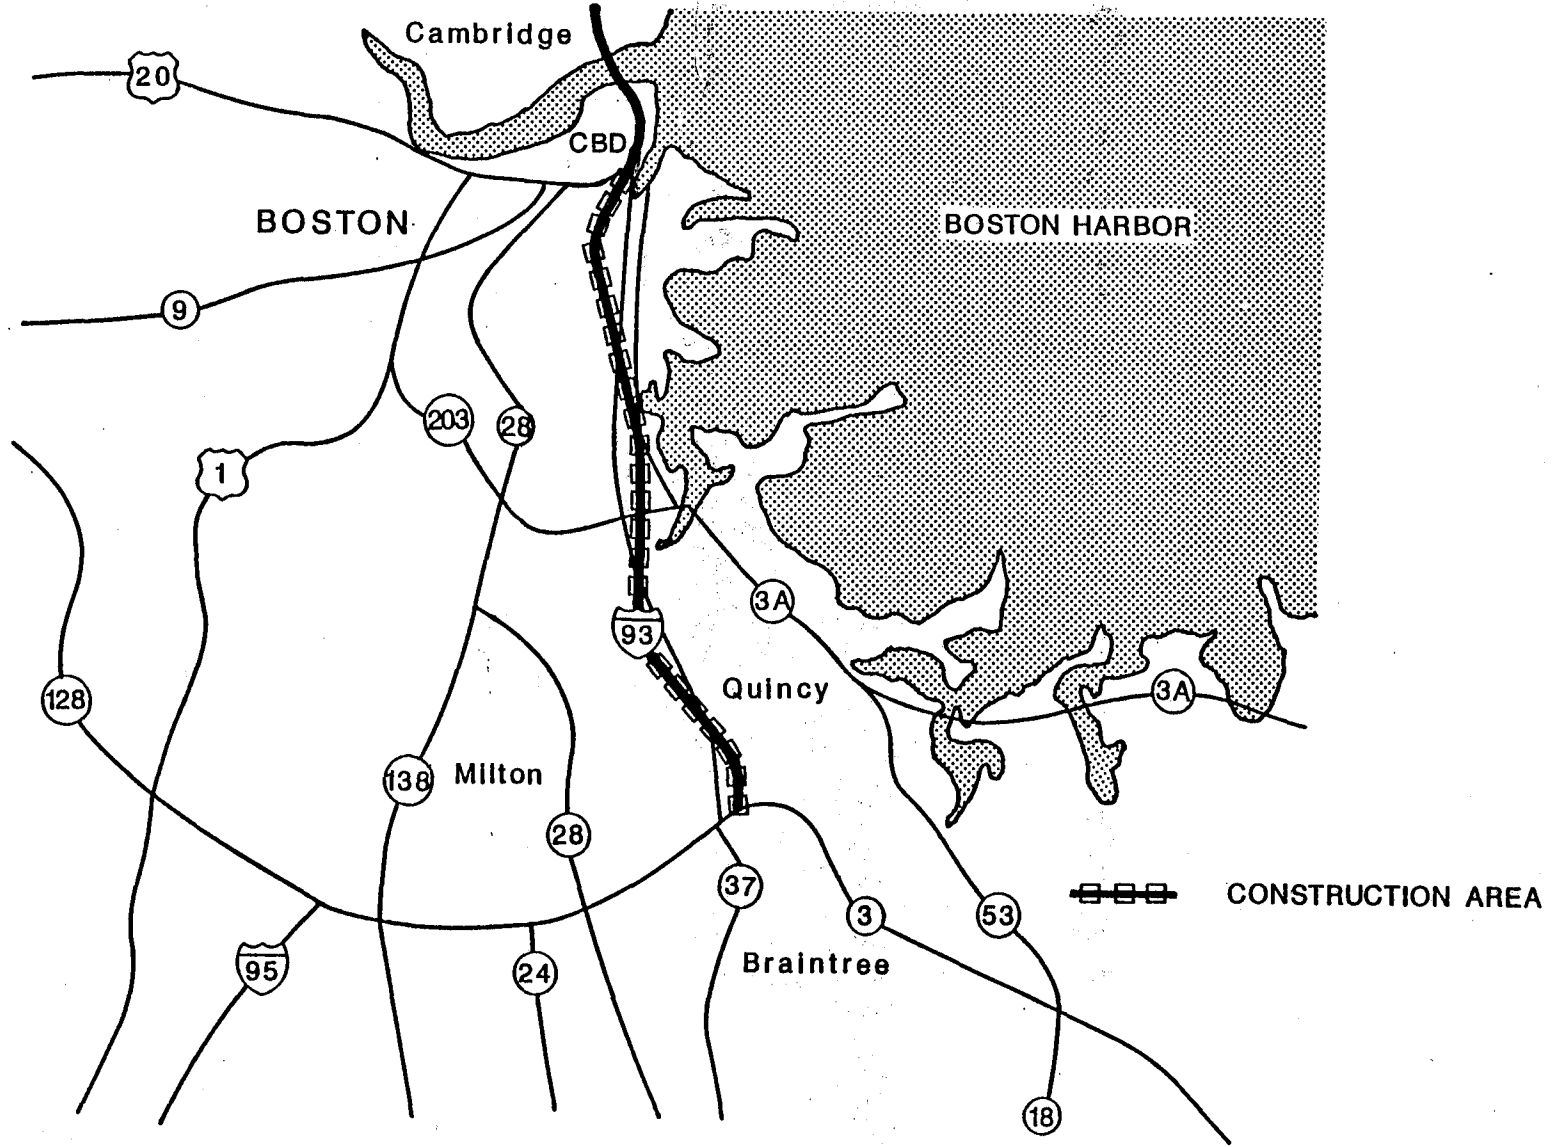 Cambridge
20
CBD
BOSTON
BOSTON HARBOR
9
203
28
1
3A
93
Quincy
3A
128
138
Milton
28
37
3
53
CONSTRUCTION AREA
95
24
Braintree
18